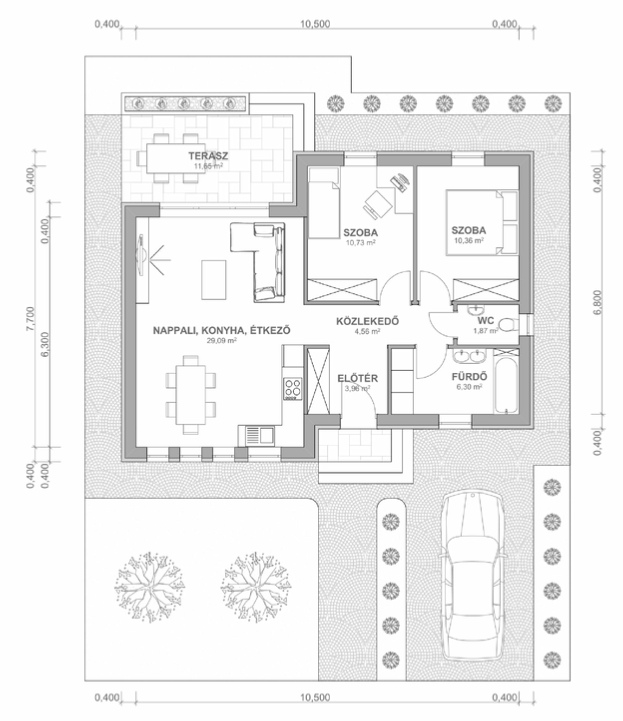 0,400 10,500 0,400
TERASZ
11,65 m²
0,400
0,400
7,700
6,300
0,400
0,400
SZOBA
10,73 m²
SZOBA
10,36 m²
NAPPALI, KONYHA, ÉTKEZŐ
29,09 m²
KÖZLEKEDŐ
4,55 m²
WC
1,87 m²
ELŐTÉR
3,96 m²
FÜRDŐ
6,30 m²
0,400
6,800
0,400
0,400 10,500 0,400